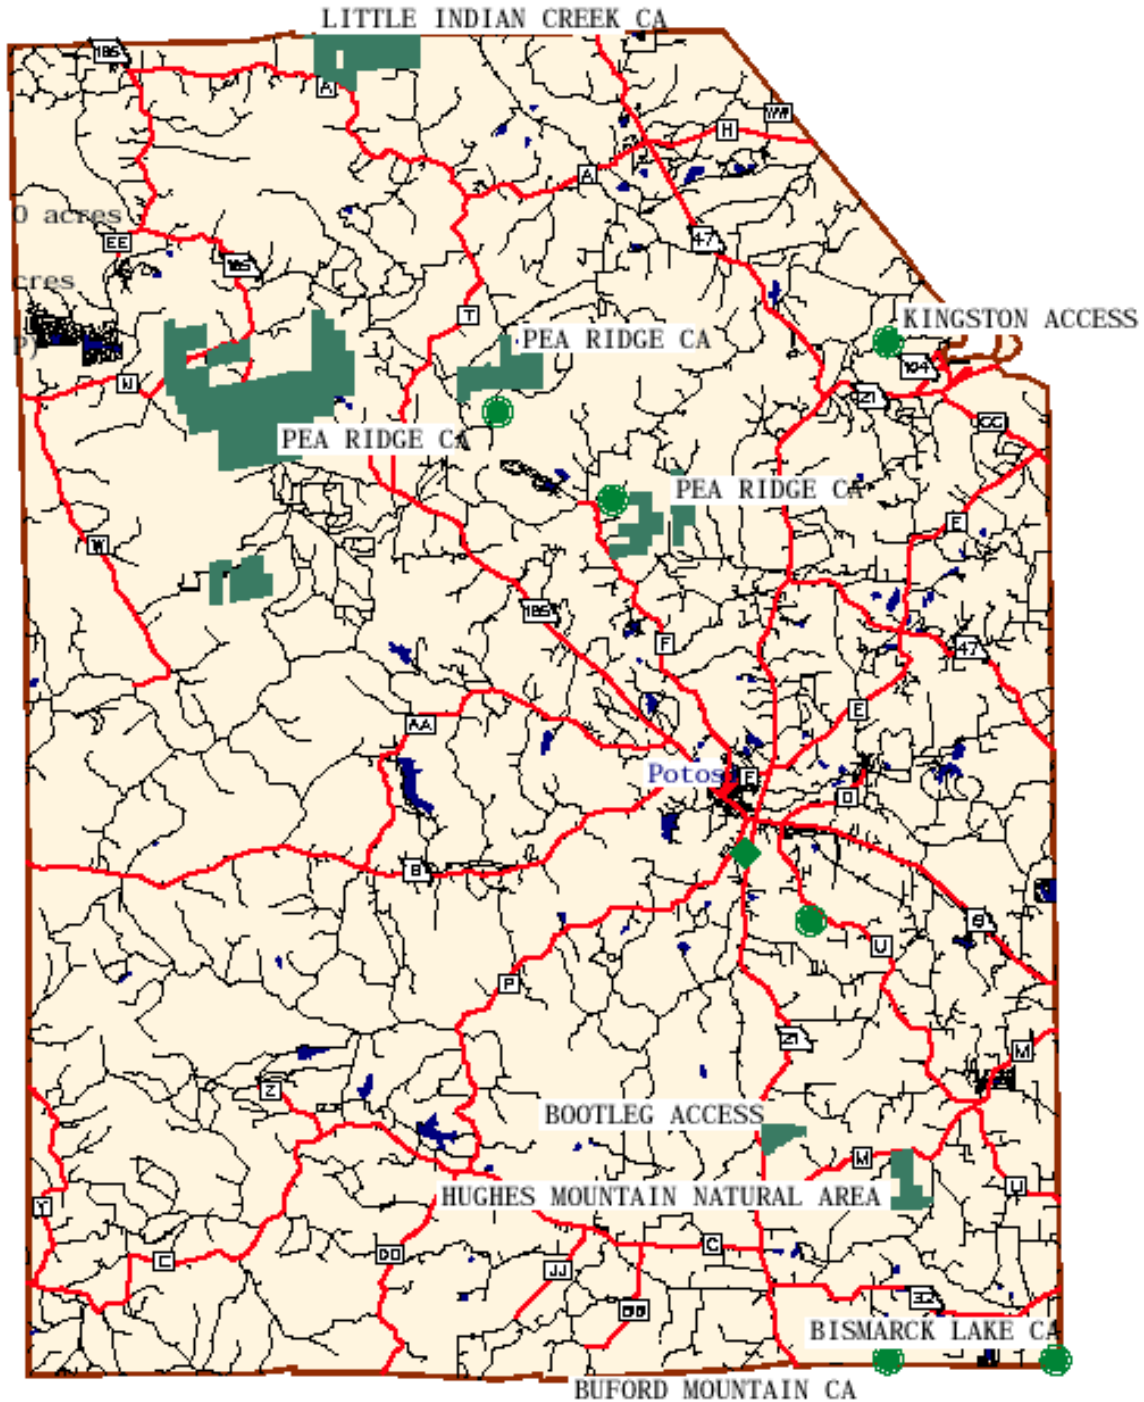 LITTLE INDIAN CREEK CA
185
A
WW
H
A
0 acres
EE
47
185
cres
T
KINGSTON ACCESS
PEA RIDGE CA
P)
104
N
21
CC
PEA RIDGE CA
PEA RIDGE CA
E
W
185
F
47
E
AA
Potos
F
O
B
8
U
P
21
M
Z
BOOTLEG ACCESS
M
U
HUGHES MOUNTAIN NATURAL AREA
Y
C
DD
C
JJ
32
BB
BISMARCK LAKE CA
BUFORD MOUNTAIN CA